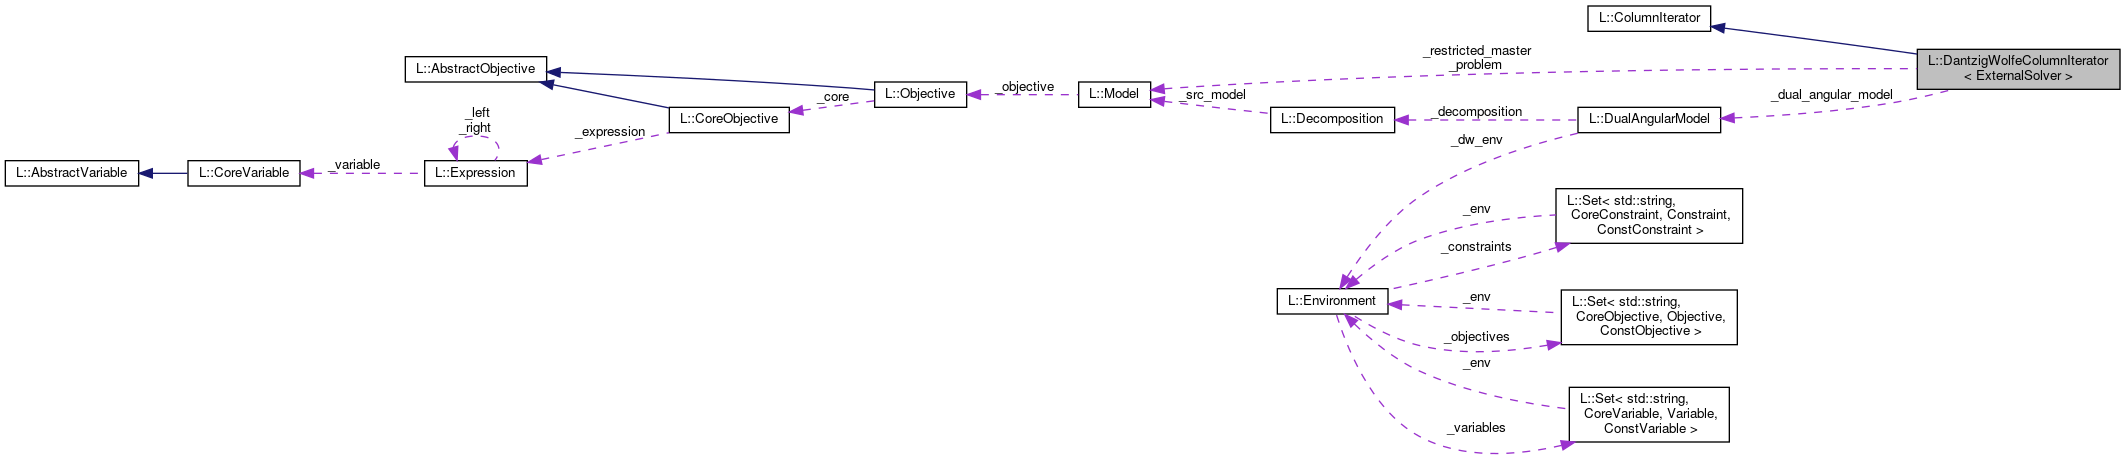 L::ColumnIterator
L::DantzigWolfeColumnIterator
< ExternalSolver >
_restricted_master
_problem
L::AbstractObjective
L::Objective
_core
_objective
L::Model
_src_model
_dual_angular_model
L::CoreObjective
L::Decomposition
_decomposition
L::DualAngularModel
_left
_right
_expression
_dw_env
L::AbstractVariable
L::CoreVariable
_variable
L::Expression
L::Set< std::string,
CoreConstraint, Constraint,
ConstConstraint >
_env
_constraints
L::Environment
_env
L::Set< std::string,
CoreObjective, Objective,
ConstObjective >
_objectives
_env
L::Set< std::string,
CoreVariable, Variable,
ConstVariable >
_variables